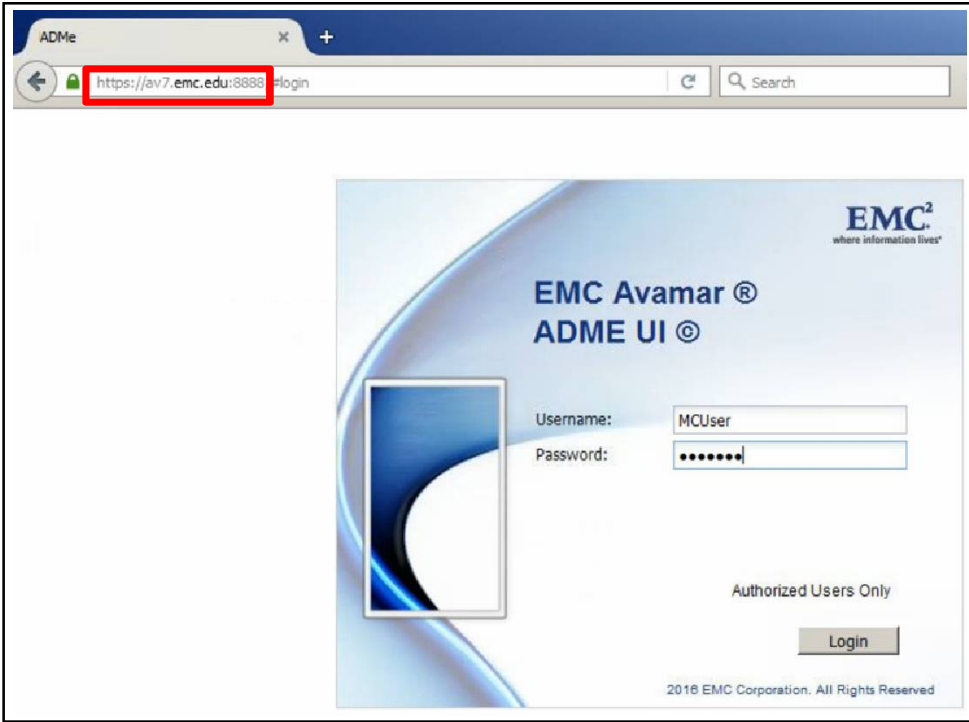 ADMe
https://av7.emc.edu:8888 #login
Search
EMC²
where information lives®
EMC Avamar ®
ADME UI ©
Username: MCUser
Password: •••••••
Authorized Users Only
Login
2016 EMC Corporation. All Rights Reserved